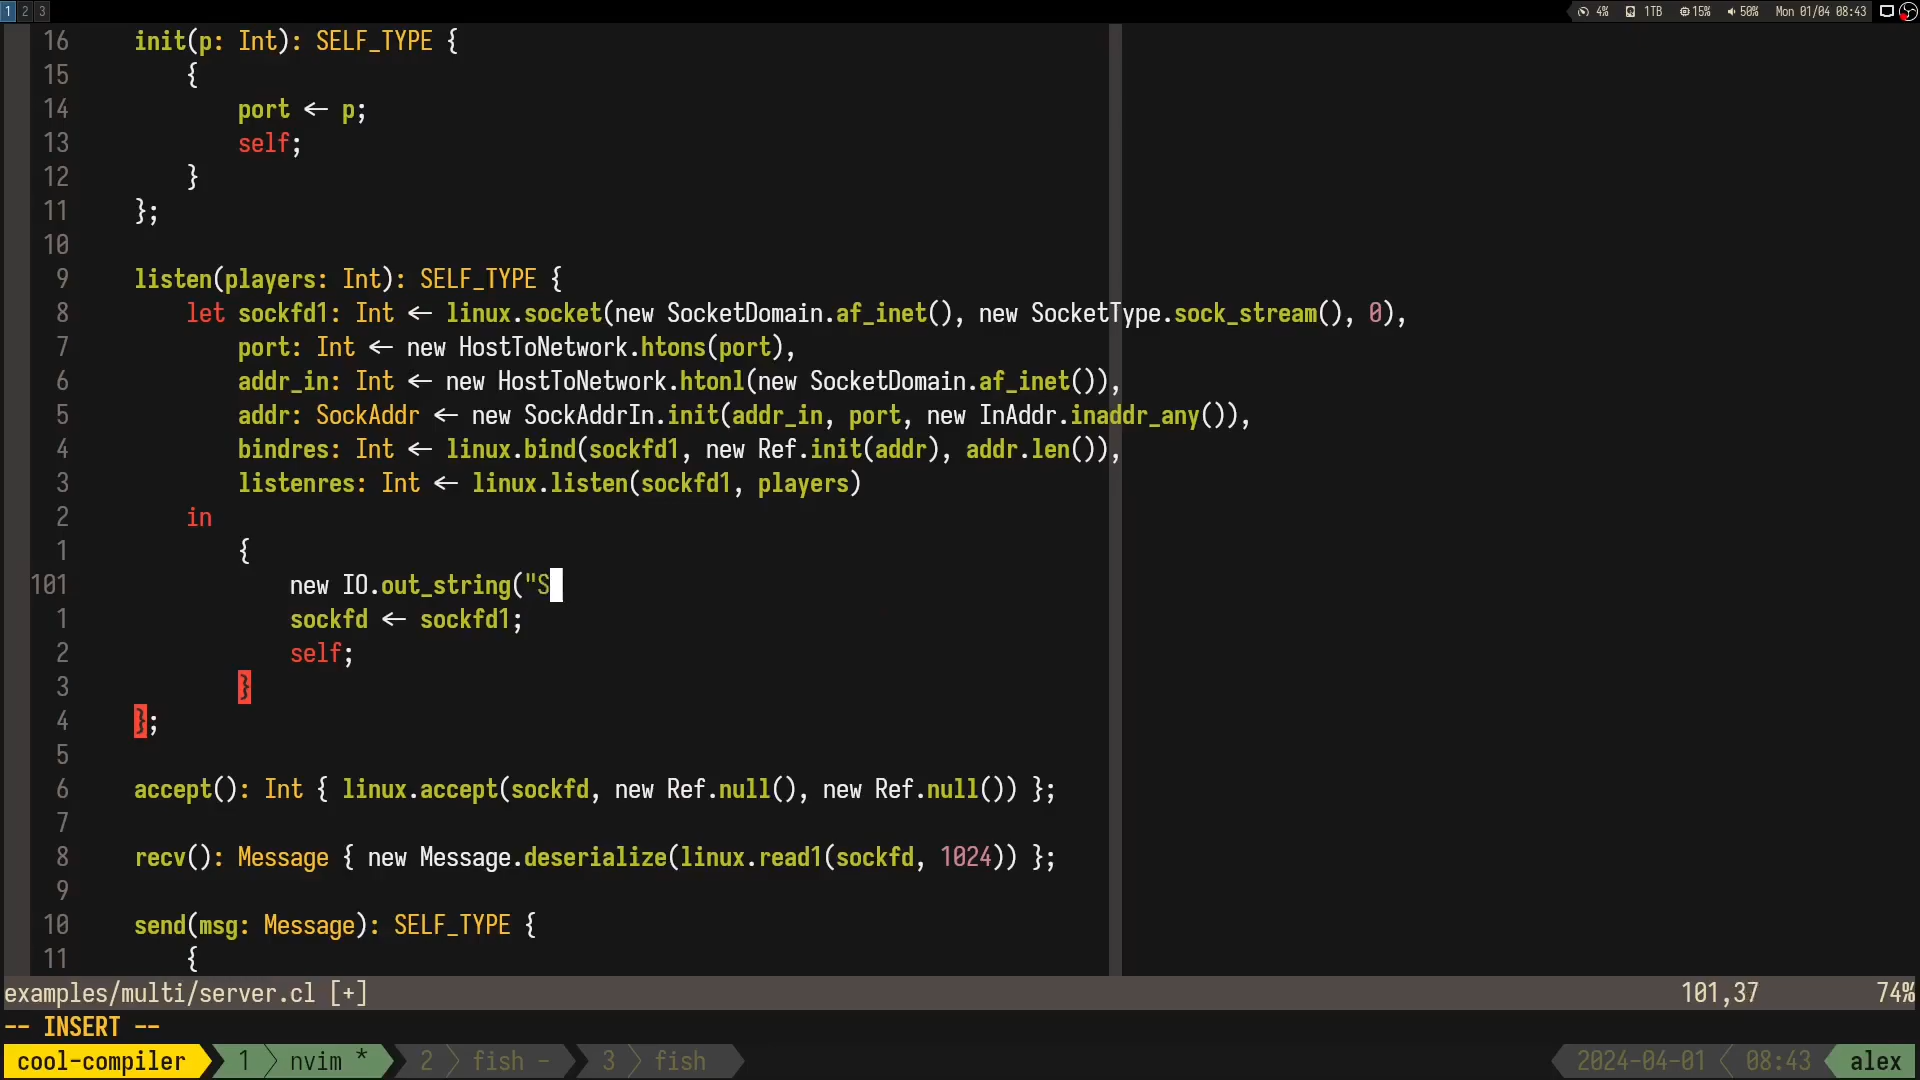 1 2 3 4% 1TB 15% 50% Mon 01/04 08:43
16 init(p: Int): SELF_TYPE {
15 {
14 port <- p;
13 self;
12 }
11 };
10
9 listen(players: Int): SELF_TYPE {
8 let sockfd1: Int <- linux.socket(new SocketDomain.af_inet(), new SocketType.sock_stream(), 0),
7 port: Int <- new HostToNetwork.htons(port),
6 addr_in: Int <- new HostToNetwork.htonl(new SocketDomain.af_inet()),
5 addr: SockAddr <- new SockAddrIn.init(addr_in, port, new InAddr.inaddr_any()),
4 bindres: Int <- linux.bind(sockfd1, new Ref.init(addr), addr.len()),
3 listenres: Int <- linux.listen(sockfd1, players)
2 in
1 {
101 new IO.out_string("S
1 sockfd <- sockfd1;
2 self;
3 }
4 };
5
6 accept(): Int { linux.accept(sockfd, new Ref.null(), new Ref.null()) };
7
8 recv(): Message { new Message.deserialize(linux.read1(sockfd, 1024)) };
9
10 send(msg: Message): SELF_TYPE {
11 {
examples/multi/server.cl [+] 101,37 74%
-- INSERT --
cool-compiler 1 nvim * 2 fish - 3 fish 2024-04-01 08:43 alex